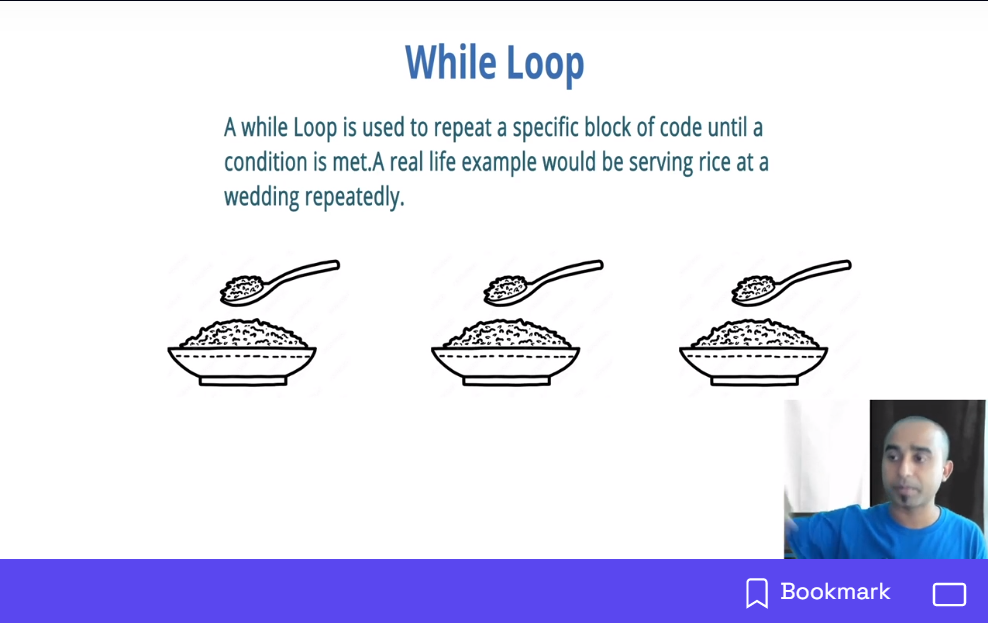 While Loop
A while Loop is used to repeat a specific block of code until a
condition is met.A real life example would be serving rice at a
wedding repeatedly.
Bookmark